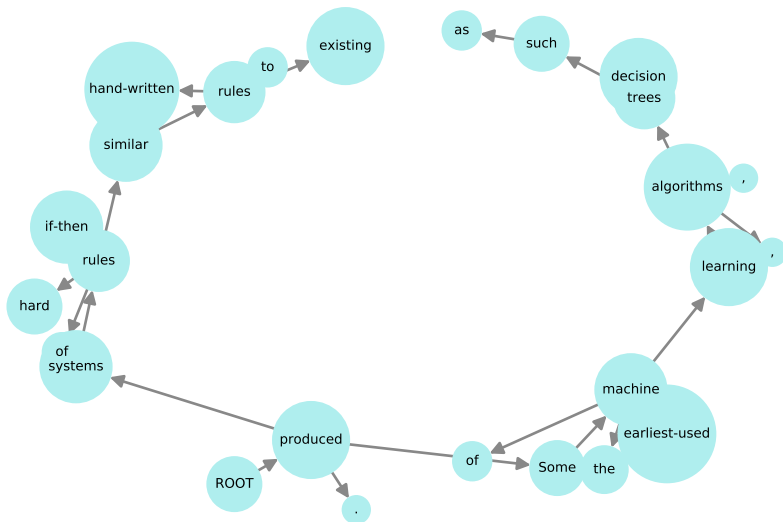 as
such
existing
to
decision
hand-written
rules
trees
similar
algorithms
,
if-then
rules
,
learning
hard
of
systems
machine
produced
earliest-used
of
Some
the
ROOT
.